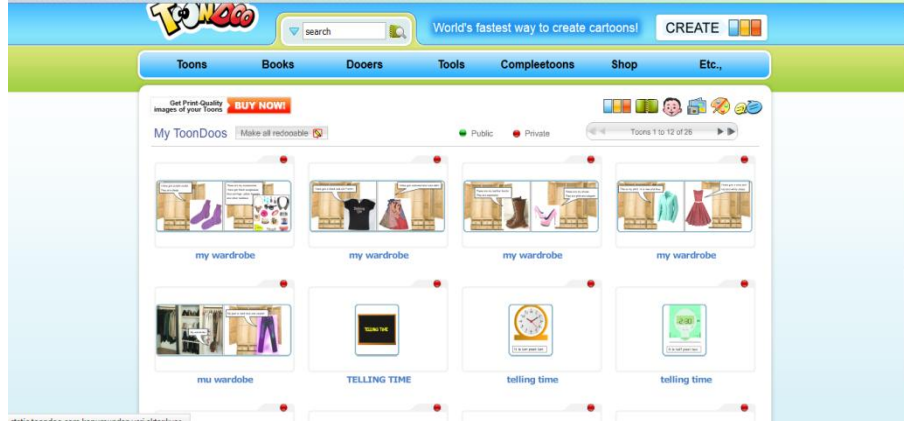 TOONDOO
search
World's fastest way to create cartoons!
CREATE
Toons Books Dooers Tools Compleetoons Shop Etc.,
Get Print-Quality
images of your Toons
BUY NOW!
My ToonDoos Make all redooable Public Private Toons 1 to 12 of 26
my wardrobe my wardrobe my wardrobe my wardrobe
TELLING TIME
mu wardobe TELLING TIME telling time telling time